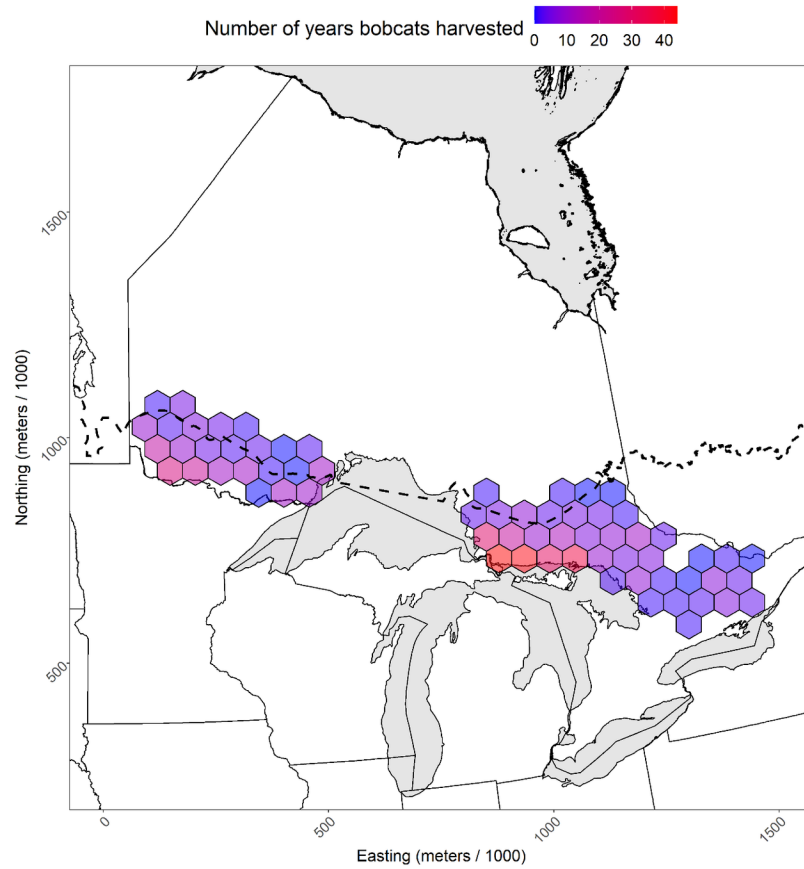 Number of years bobcats harvested
0 10 20 30 40
1500
1000
500
Northing (meters / 1000)
0 500 1000 1500
Easting (meters / 1000)